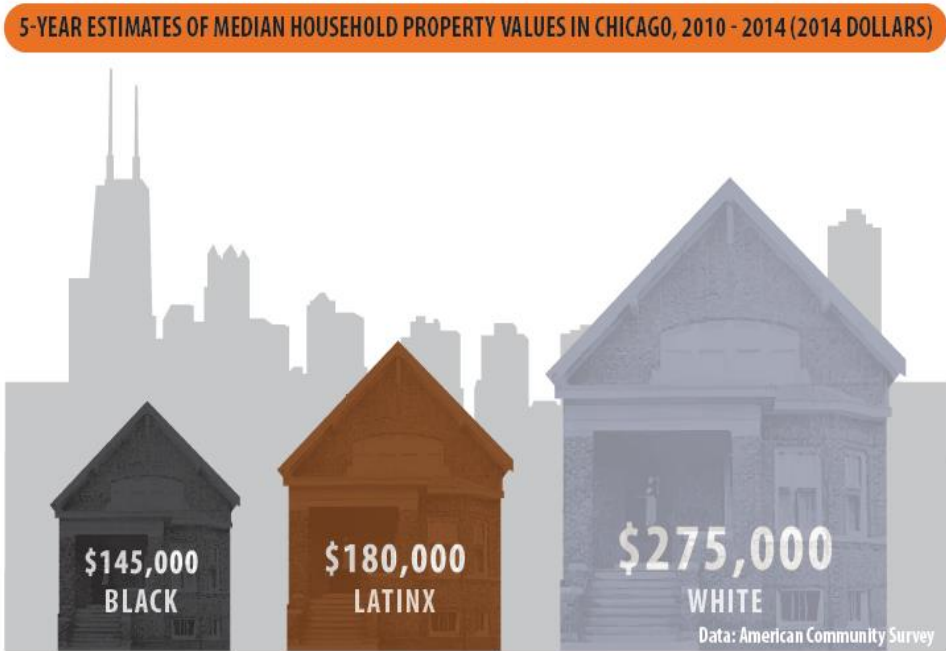 5-YEAR ESTIMATES OF MEDIAN HOUSEHOLD PROPERTY VALUES IN CHICAGO, 2010 - 2014 (2014 DOLLARS)
$145,000
BLACK
$180,000
LATINX
$275,000
WHITE
Data: American Community Survey